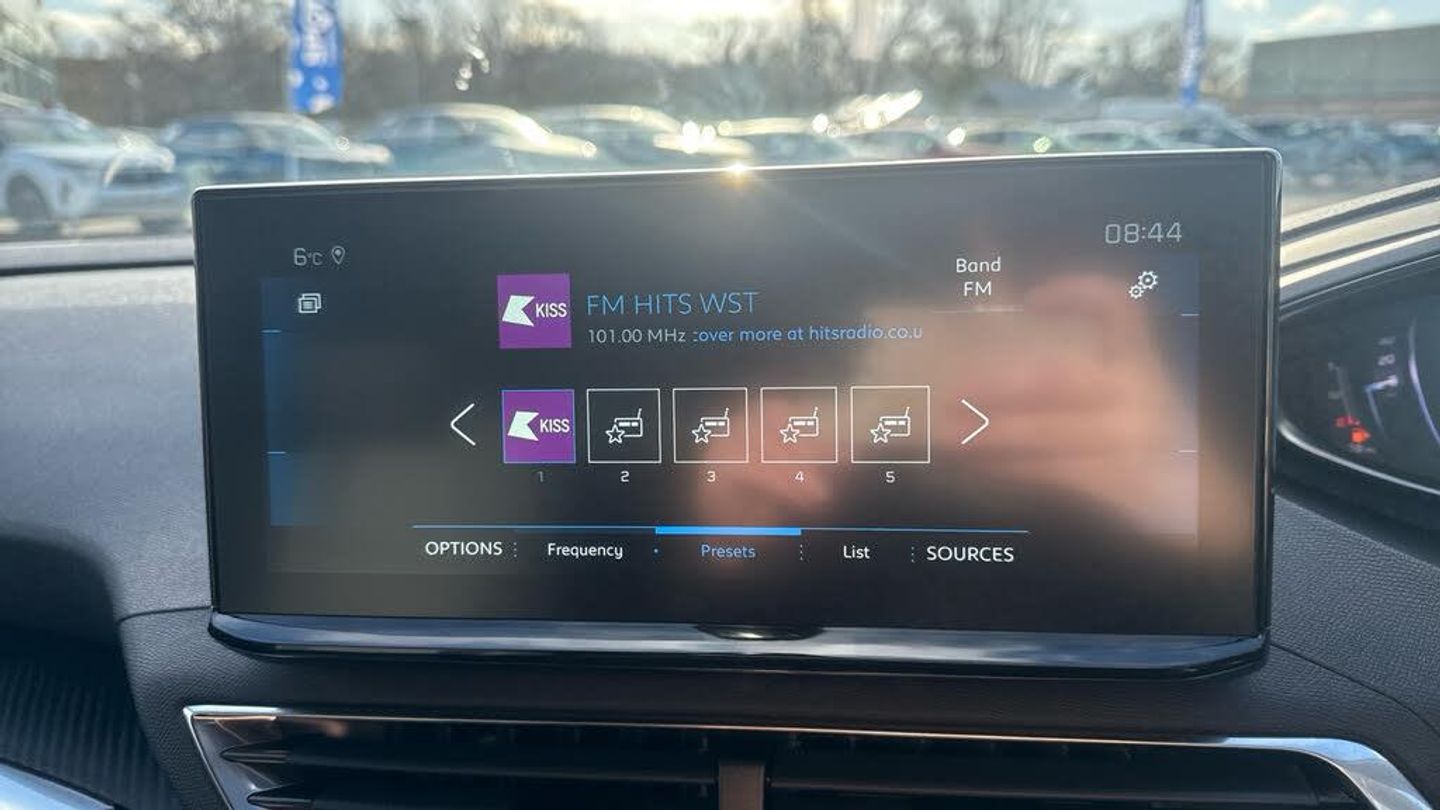 6°C
08:44
Band
FM
KISS
FM HITS WST
101.00 MHz :over more at hitsradio.co.u
KISS
1 2 3 4 5
OPTIONS Frequency Presets List SOURCES